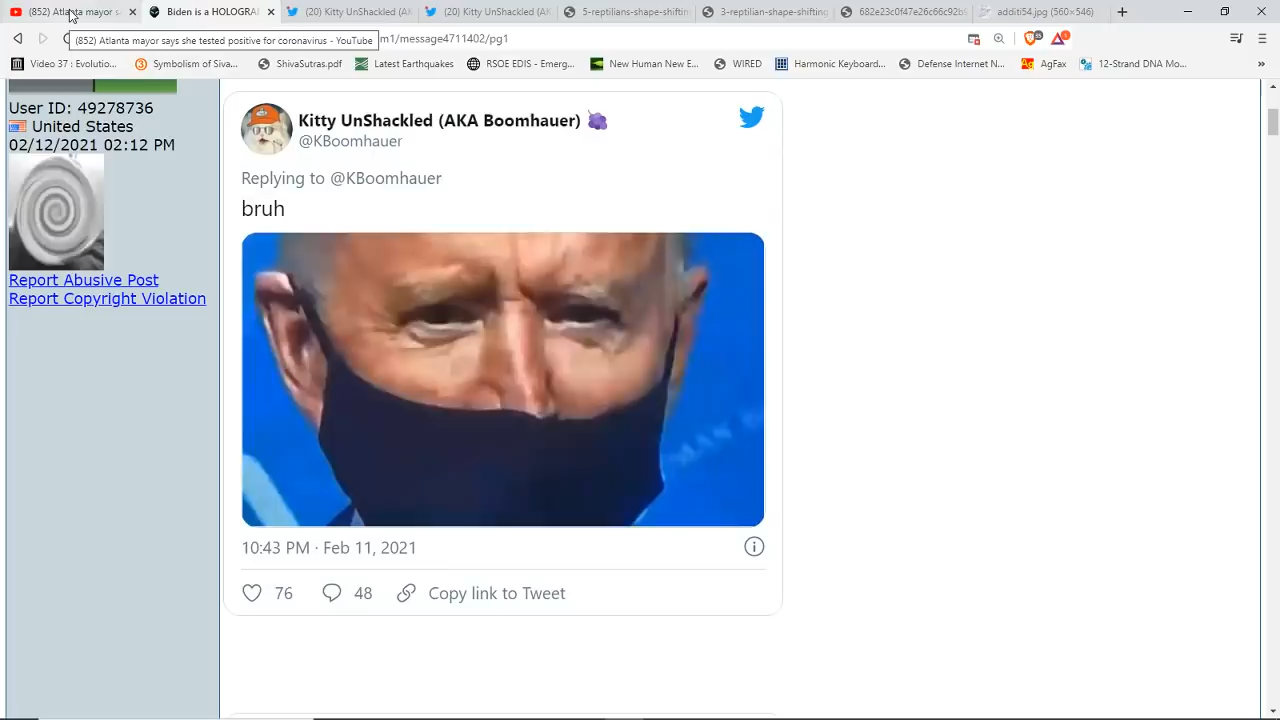 (852) Atlanta mayor s
Biden is a HOLOGRA
(20) Kitty UnShackled (AK
(20) Kitty UnShackled (AK
5-reptilians-shape-shiftin
3-reptilian-shape-shifting
682e23c0f47e26c66c92b9
additi54.jpg (560×546)
(852) Atlanta mayor says she tested positive for coronavirus - YouTube
m1/message4711402/pg1
Video 37 : Evolutio...
Symbolism of Siva...
ShivaSutras.pdf
Latest Earthquakes
RSOE EDIS - Emerg...
New Human New E...
WIRED
Harmonic Keyboard...
Defense Internet N...
AgFax
12-Strand DNA Mo...
User ID: 49278736
United States
02/12/2021 02:12 PM
Report Abusive Post
Report Copyright Violation
Kitty UnShackled (AKA Boomhauer)
@KBoomhauer
Replying to @KBoomhauer
bruh
10:43 PM · Feb 11, 2021
76
48
Copy link to Tweet